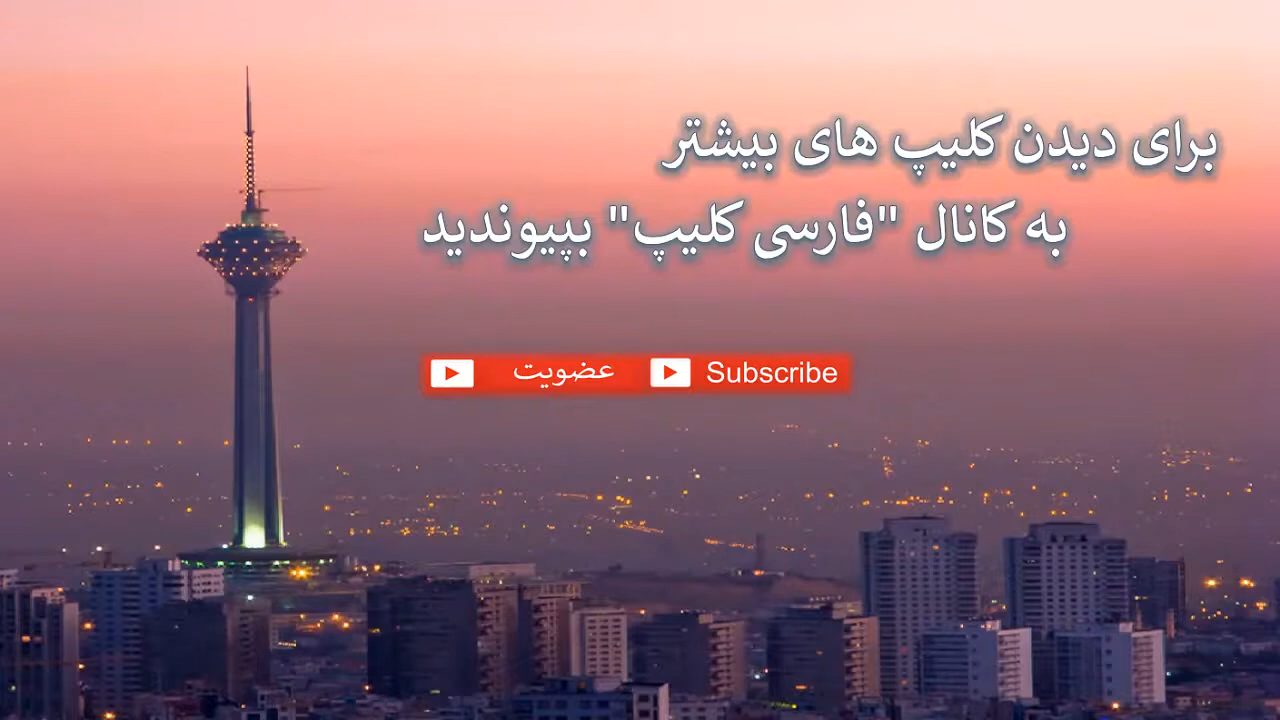 برای دیدن کلیپ های بیشتر
به کانال "فارسی کلیپ" بپیوندید
عضویت Subscribe